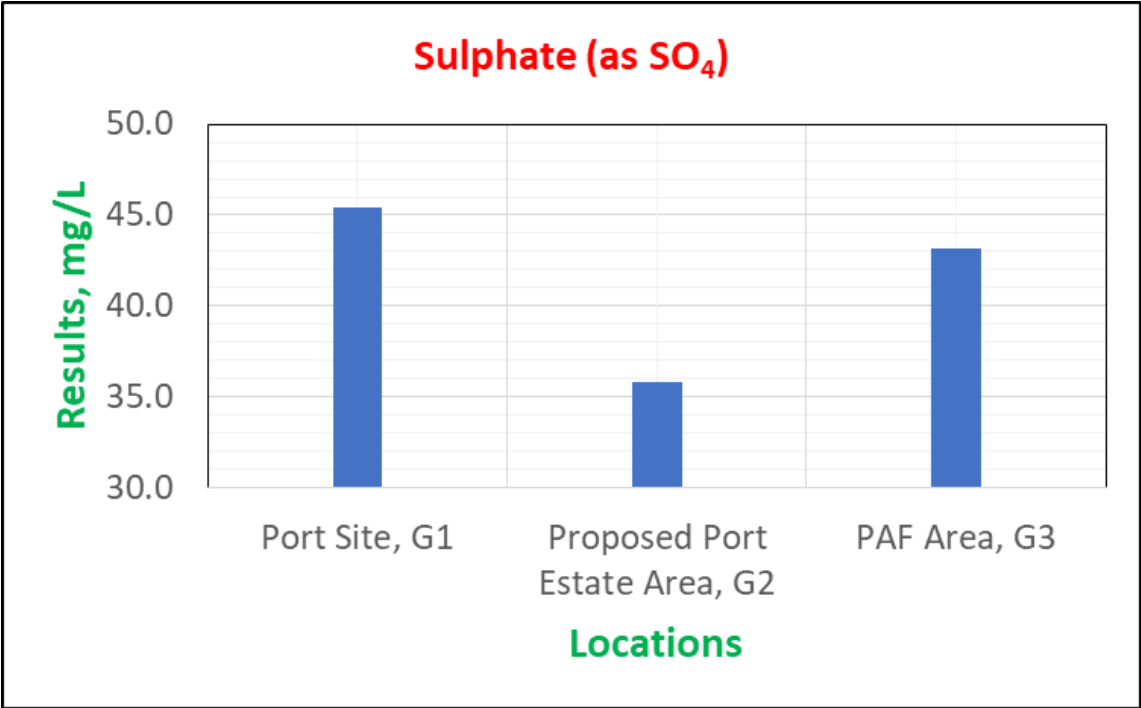 Sulphate (as SO₄)
Results, mg/L
50.0
45.0
40.0
35.0
30.0
Port Site, G1
Proposed Port
Estate Area, G2
PAF Area, G3
Locations